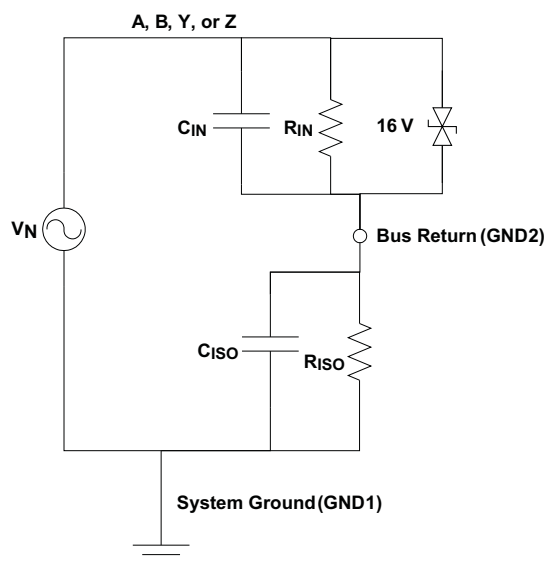 A, B, Y, or Z
CIN
RIN
16 V
VN
Bus Return (GND2)
CISO
RISO
System Ground (GND1)